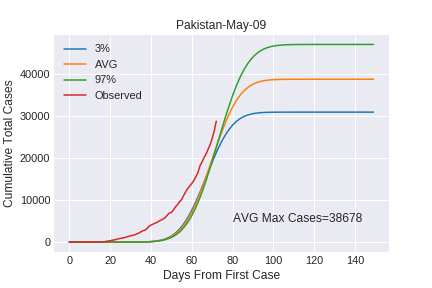 Pakistan-May-09
3%
AVG
97%
Observed
Cumulative Total Cases
40000
30000
20000
10000
0
AVG Max Cases=38678
0 20 40 60 80 100 120 140
Days From First Case